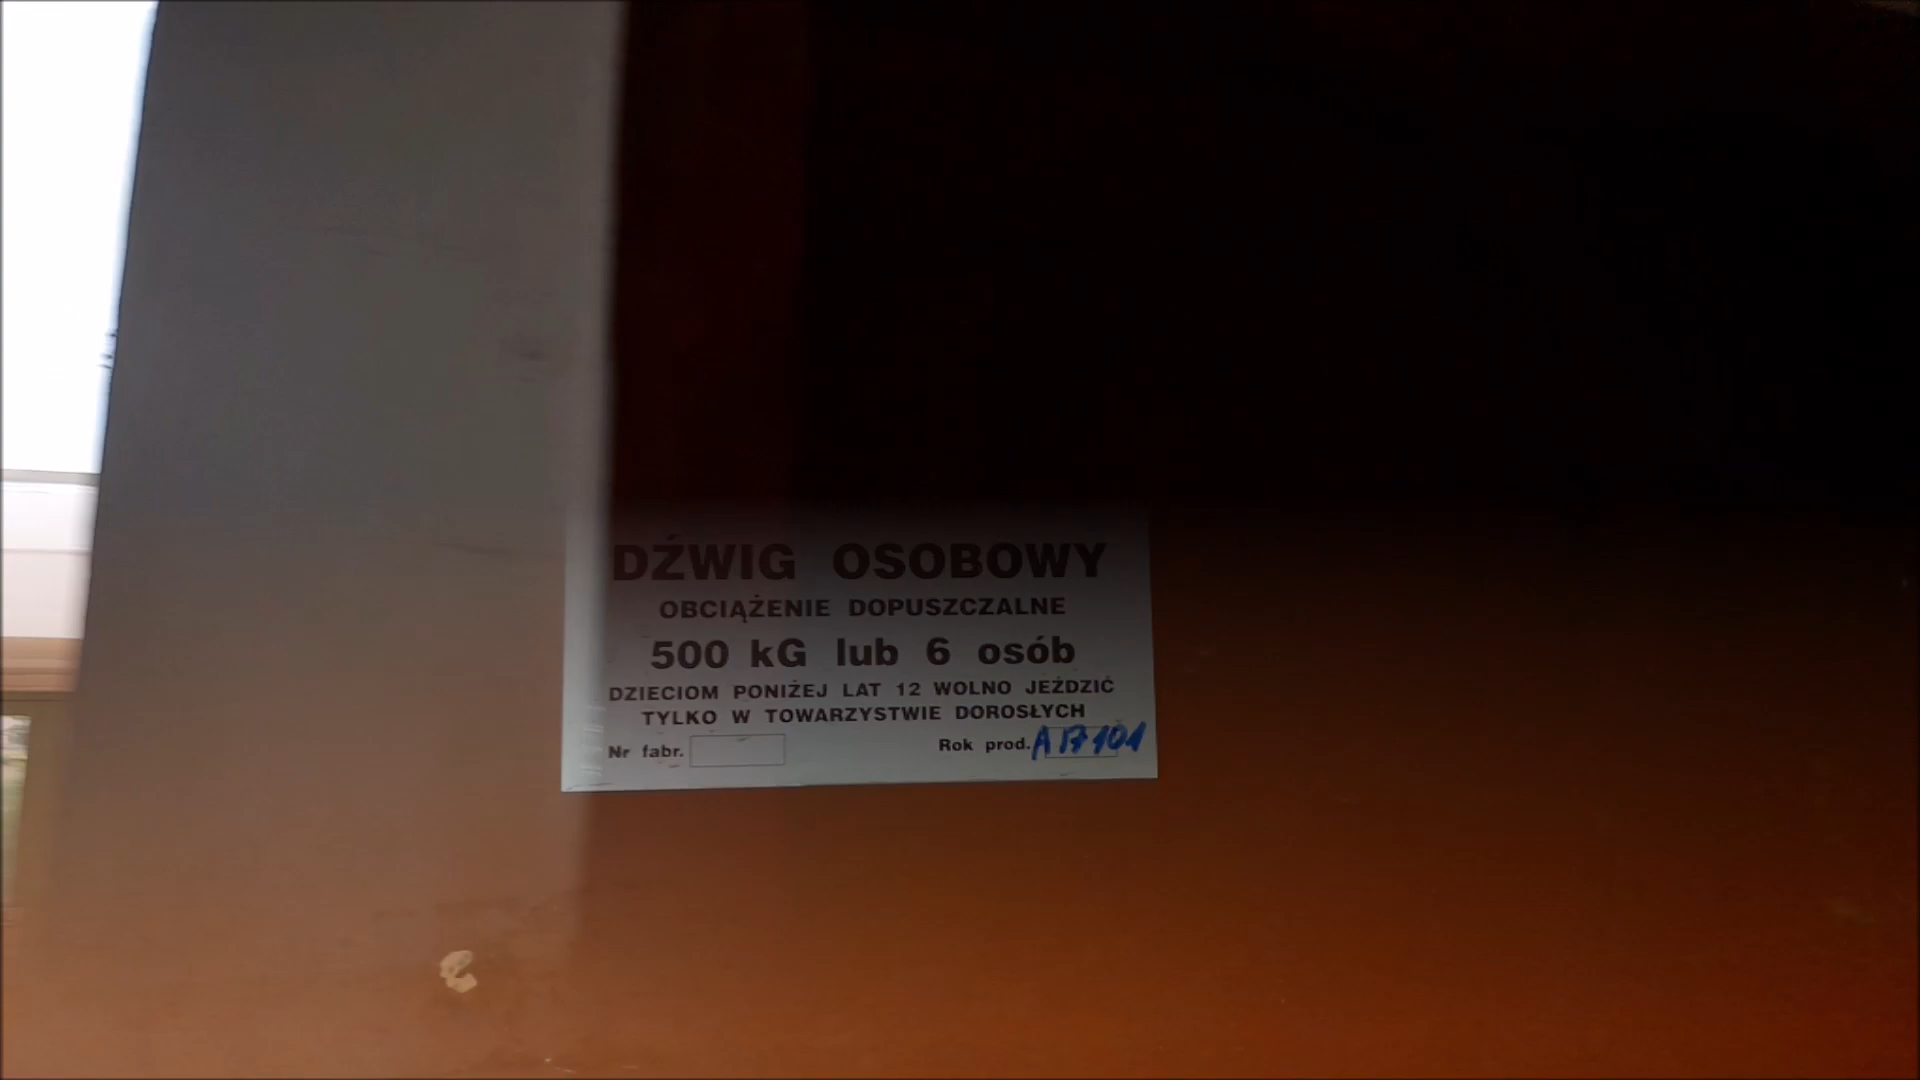 DŹWIG OSOBOWY
OBCIĄŻENIE DOPUSZCZALNE
500 kG lub 6 osób
DZIECIOM PONIŻEJ LAT 12 WOLNO JEŹDZIĆ
TYLKO W TOWARZYSTWIE DOROSŁYCH
Nr fabr. Rok prod. A17101